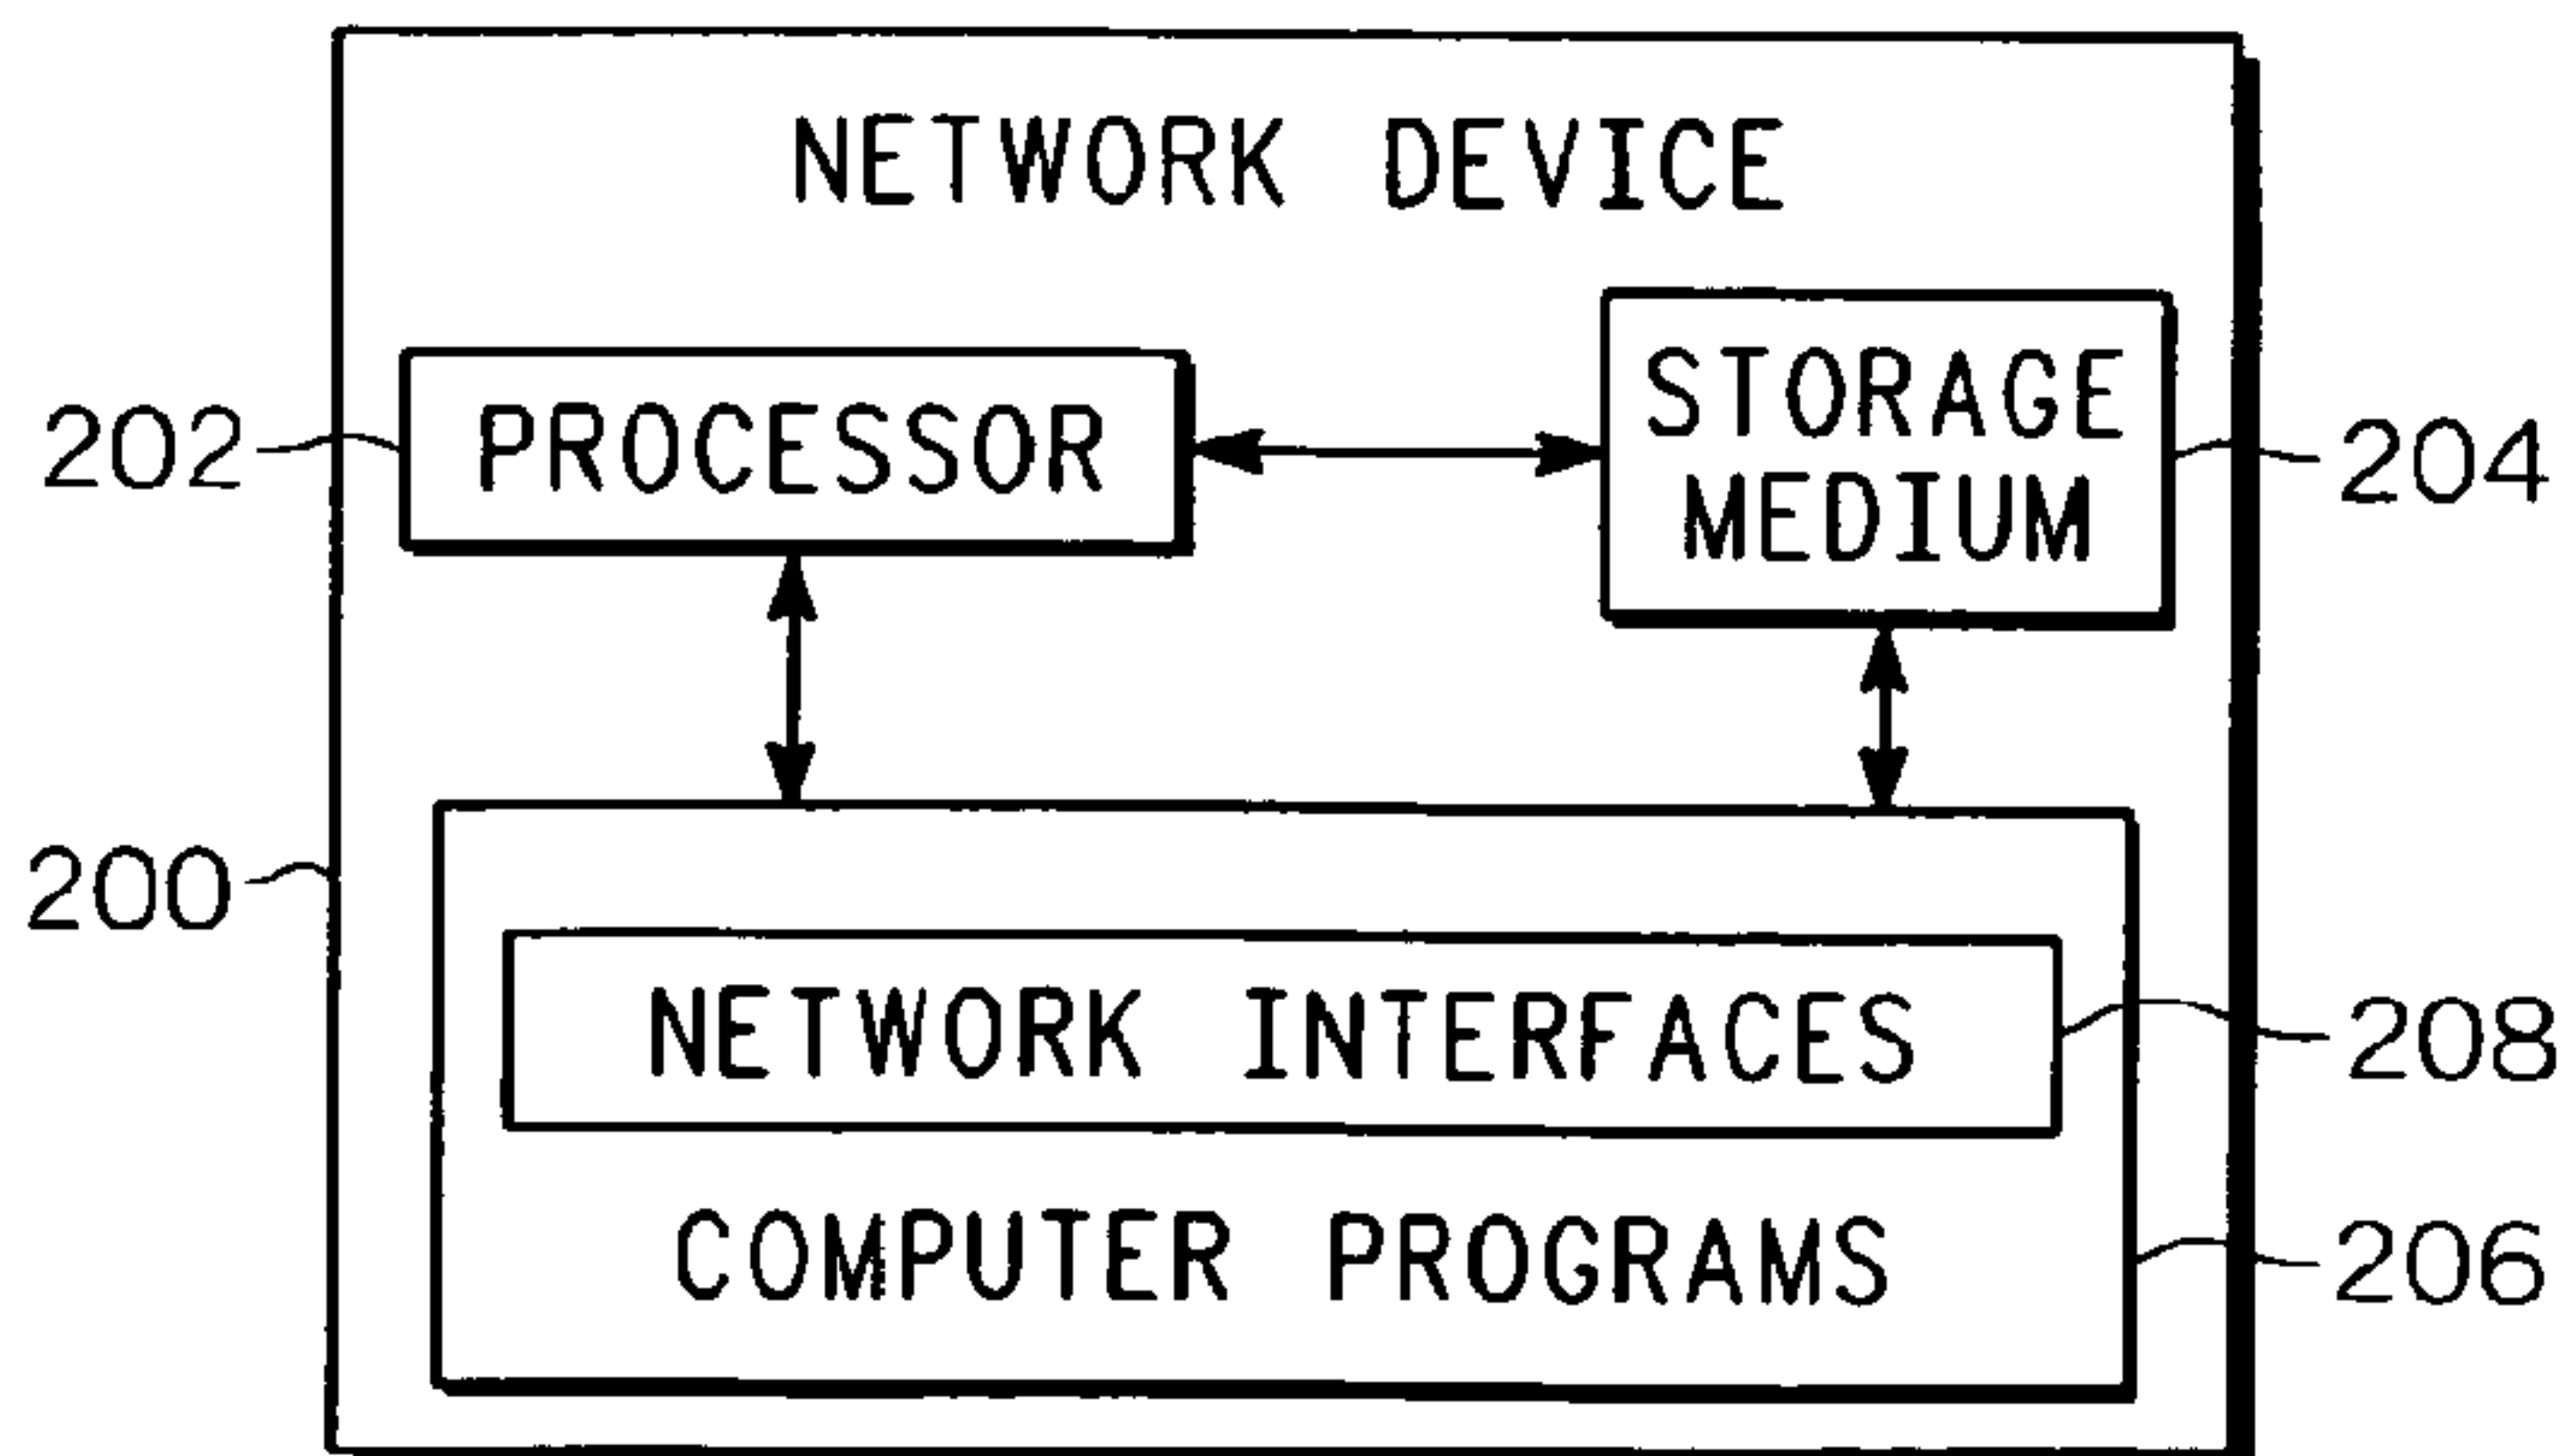 NETWORK DEVICE
STORAGE
MEDIUM
PROCESSOR
202
204
200
NETWORK INTERFACES
208
COMPUTER PROGRAMS
206